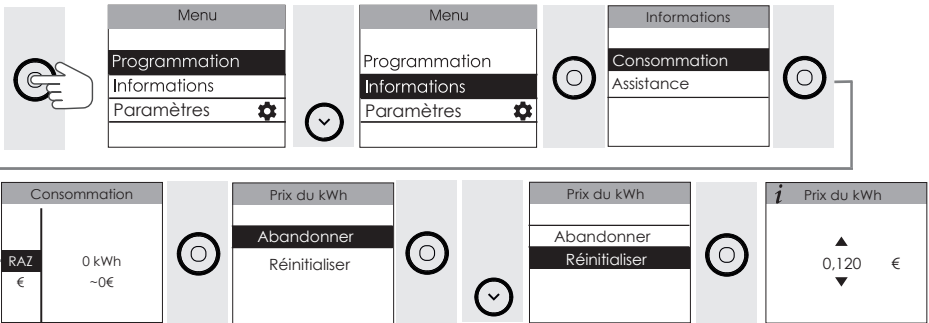 Menu
Programmation
Informations
Paramètres
Menu
Programmation
Informations
Paramètres
Informations
Consommation
Assistance
Consommation
RAZ
€
0 kWh
~0€
Prix du kWh
Abandonner
Réinitialiser
Prix du kWh
Abandonner
Réinitialiser
i Prix du kWh
0,120 €